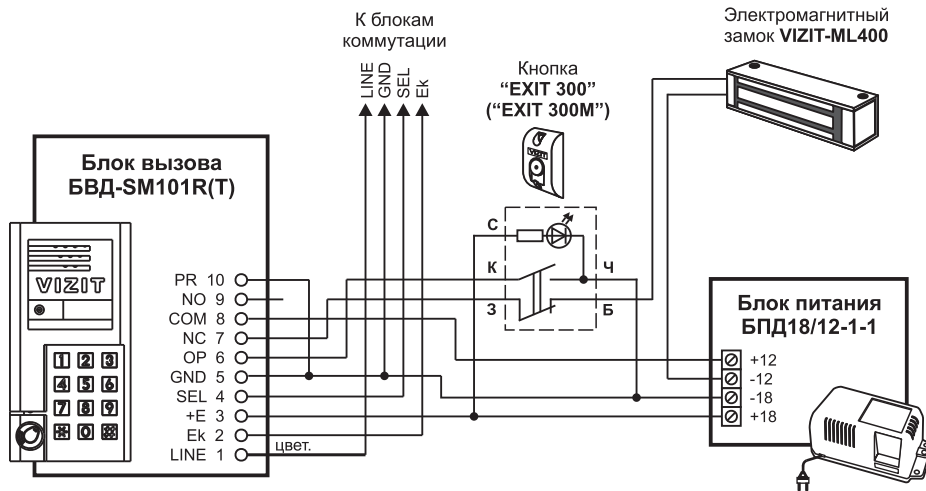 К блокам
коммутации
LINE
GND
SEL
Ek
Кнопка
“EXIT 300”
(“EXIT 300M”)
VIZIT
Электромагнитный
замок VIZIT-ML400
Блок вызова
БВД-SM101R(T)
VIZIT
1 2 3
4 5 6
7 8 9
* 0 #
PR 10
NO 9
COM 8
NC 7
OP 6
GND 5
SEL 4
+E 3
Ek 2
LINE 1
цвет.
С
К
Ч
З
Б
Блок питания
БПД18/12-1-1
+12
-12
-18
+18